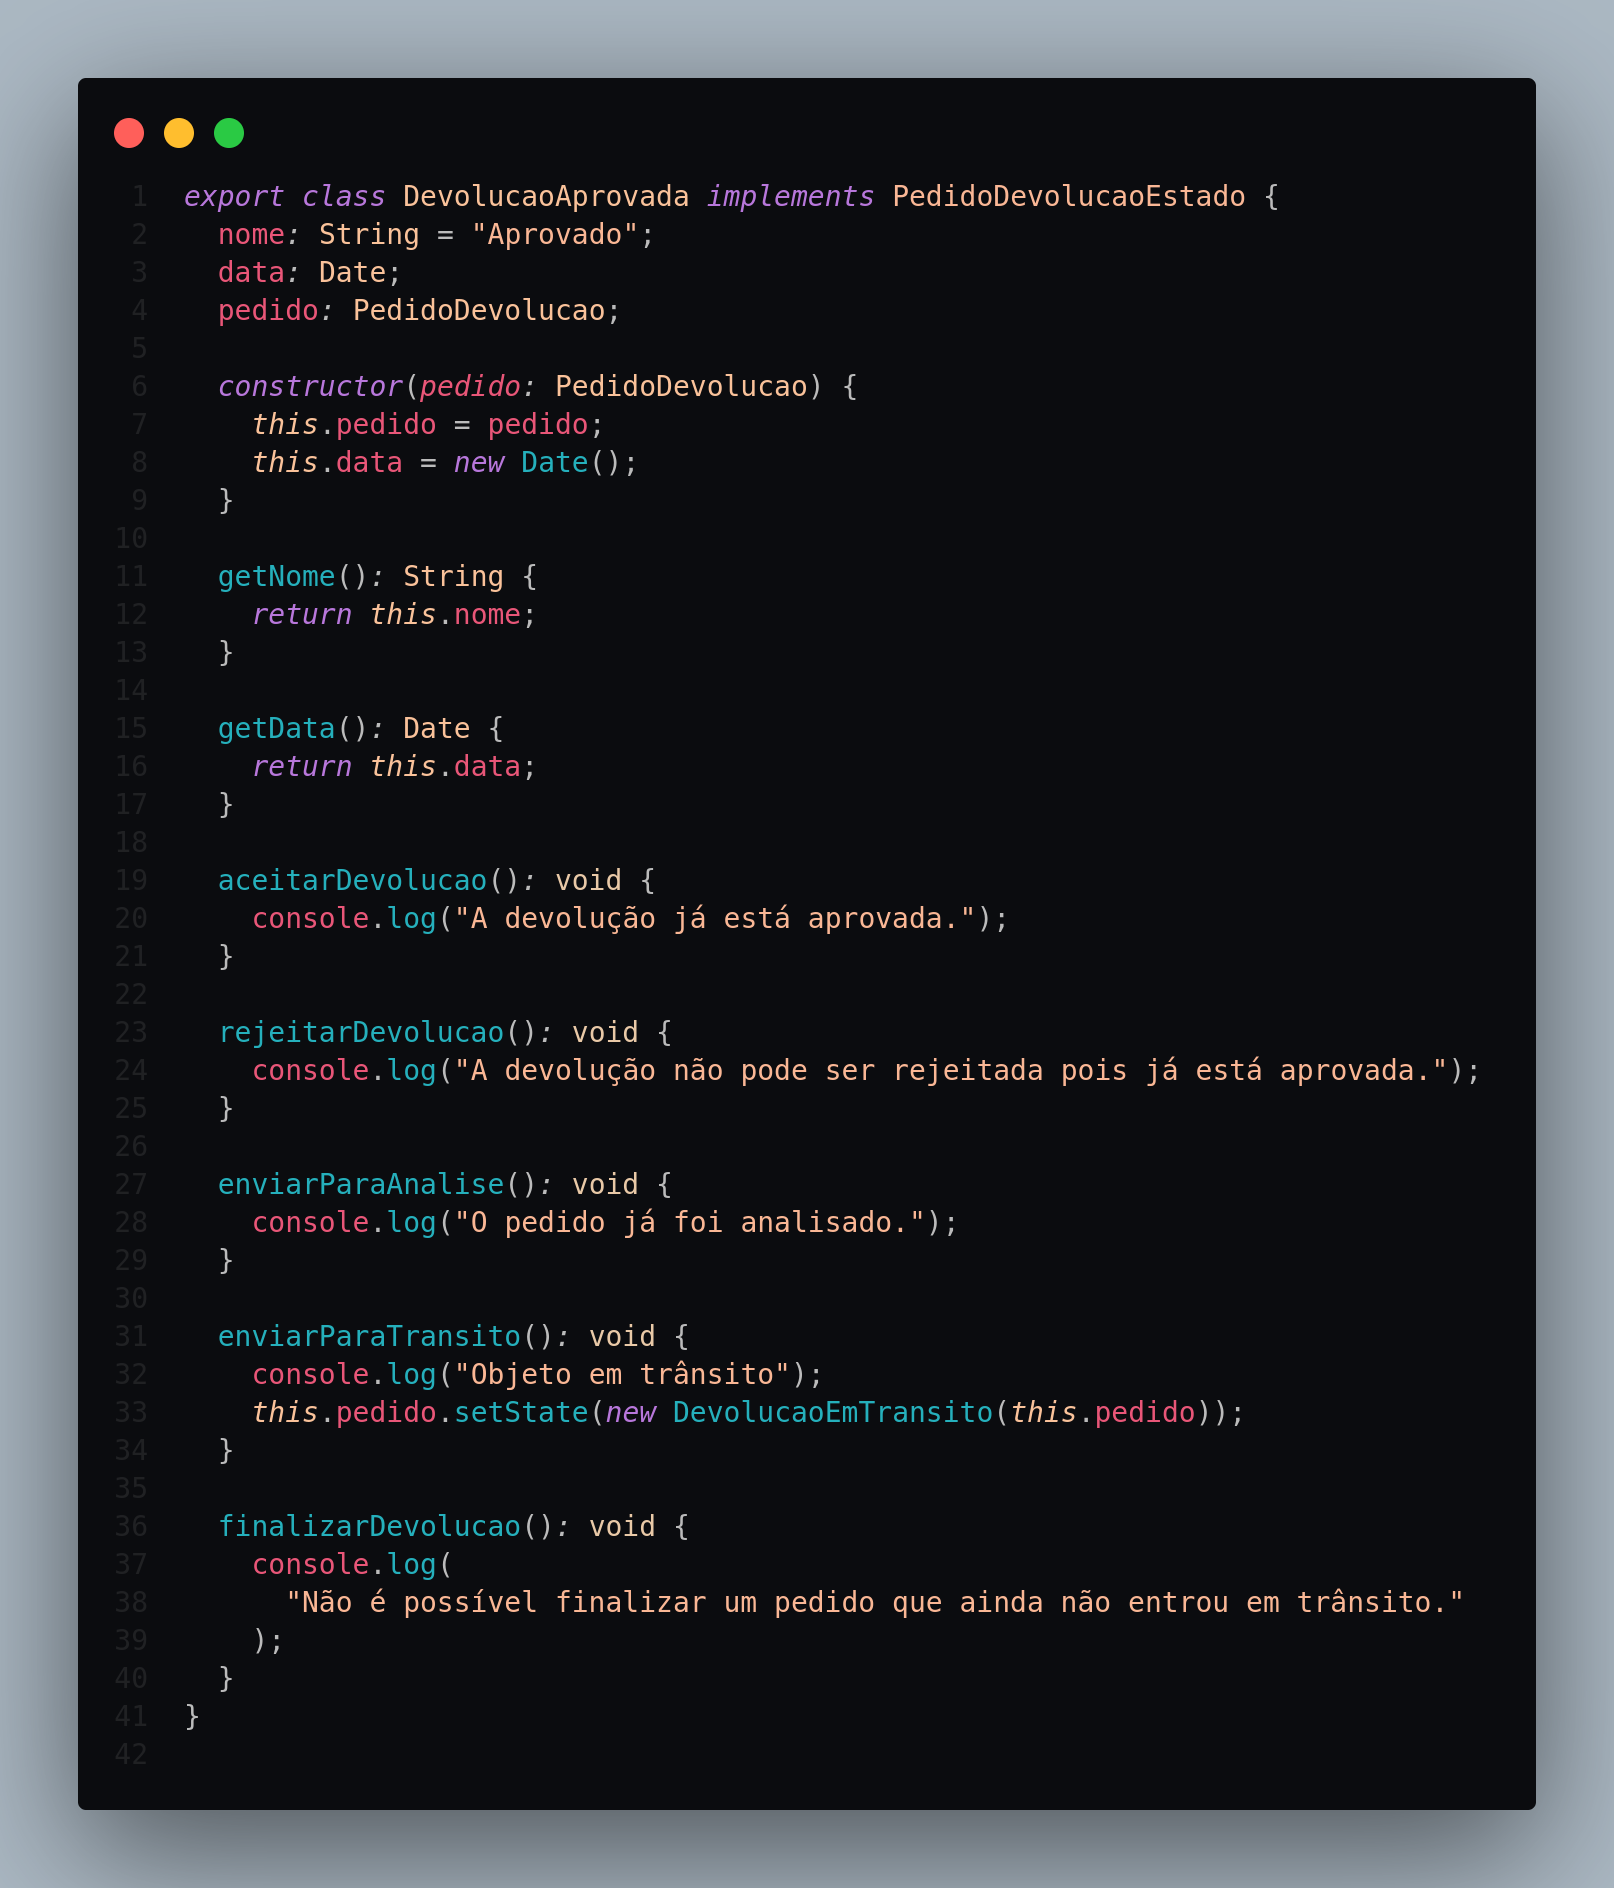 1 export class DevolucaoAprovada implements PedidoDevolucaoEstado {
2   nome: String = "Aprovado";
3   data: Date;
4   pedido: PedidoDevolucao;
5
6   constructor(pedido: PedidoDevolucao) {
7     this.pedido = pedido;
8     this.data = new Date();
9   }
10
11   getNome(): String {
12     return this.nome;
13   }
14
15   getData(): Date {
16     return this.data;
17   }
18
19   aceitarDevolucao(): void {
20     console.log("A devolução já está aprovada.");
21   }
22
23   rejeitarDevolucao(): void {
24     console.log("A devolução não pode ser rejeitada pois já está aprovada.");
25   }
26
27   enviarParaAnalise(): void {
28     console.log("O pedido já foi analisado.");
29   }
30
31   enviarParaTransito(): void {
32     console.log("Objeto em trânsito");
33     this.pedido.setState(new DevolucaoEmTransito(this.pedido));
34   }
35
36   finalizarDevolucao(): void {
37     console.log(
38       "Não é possível finalizar um pedido que ainda não entrou em trânsito."
39     );
40   }
41 }
42